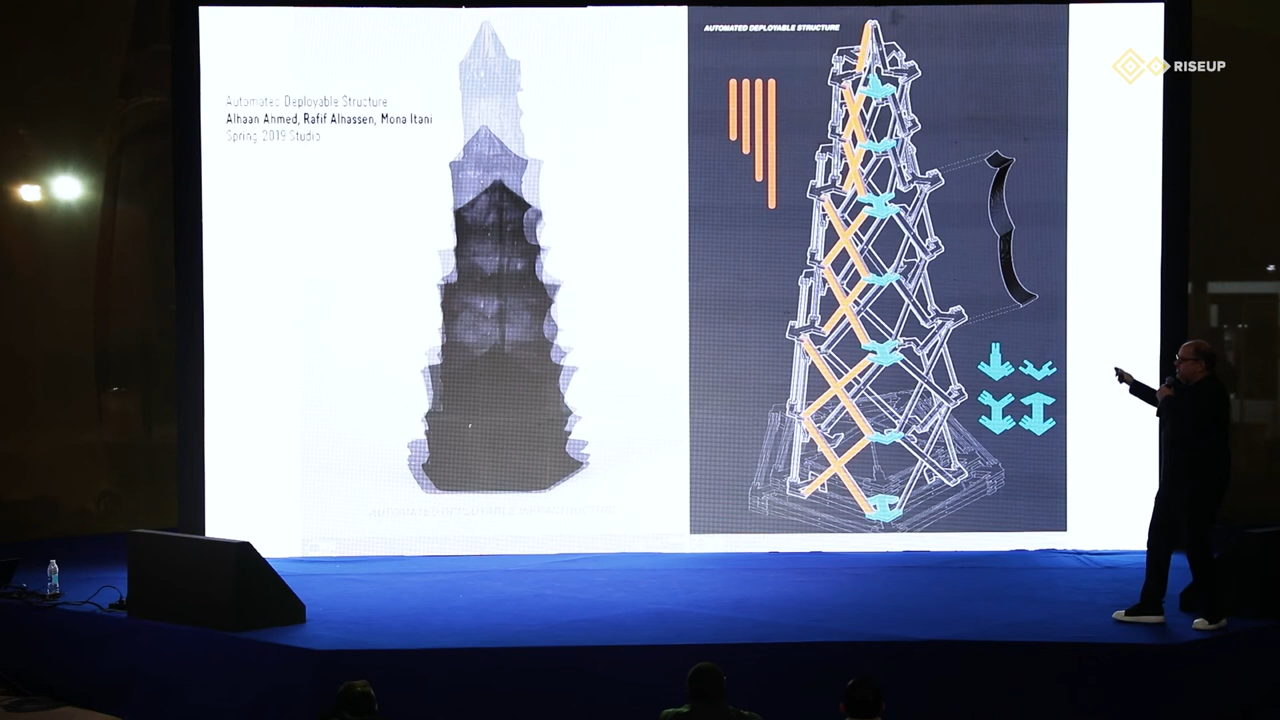 Automated Deployable Structure
Alhaan Ahmed, Rafif Alhassen, Mona Itani
Spring 2019 Studio
AUTOMATED DEPLOYABLE STRUCTURE
RISEUP